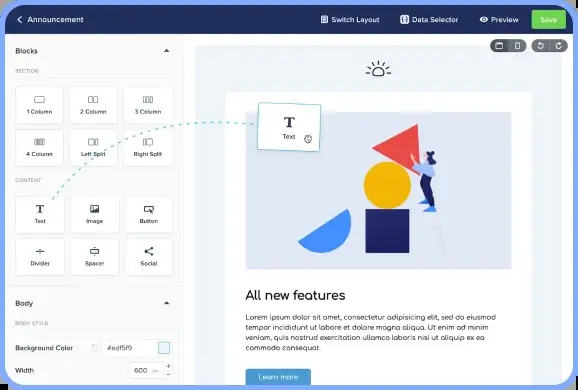 Announcement
Switch Layout
Data Selector
Preview
Save
Blocks
SECTION
1 Column
2 Column
3 Column
4 Column
Left Split
Right Split
CONTENT
T
Text
Image
Button
Divider
Spacer
Social
Body
BODY STYLE
Background Color
#edf5f9
Width
600 px
T
Text
All new features
Lorem ipsum dolor sit amet, consectetur adipisicing elit, sed do eiusmod
tempor incididunt ut labore et dolore magna aliqua. Ut enim ad minim
veniam, quis nostrud exercitation ullamco laboris nisi ut aliquip ex ea
commodo consequat.
Learn more